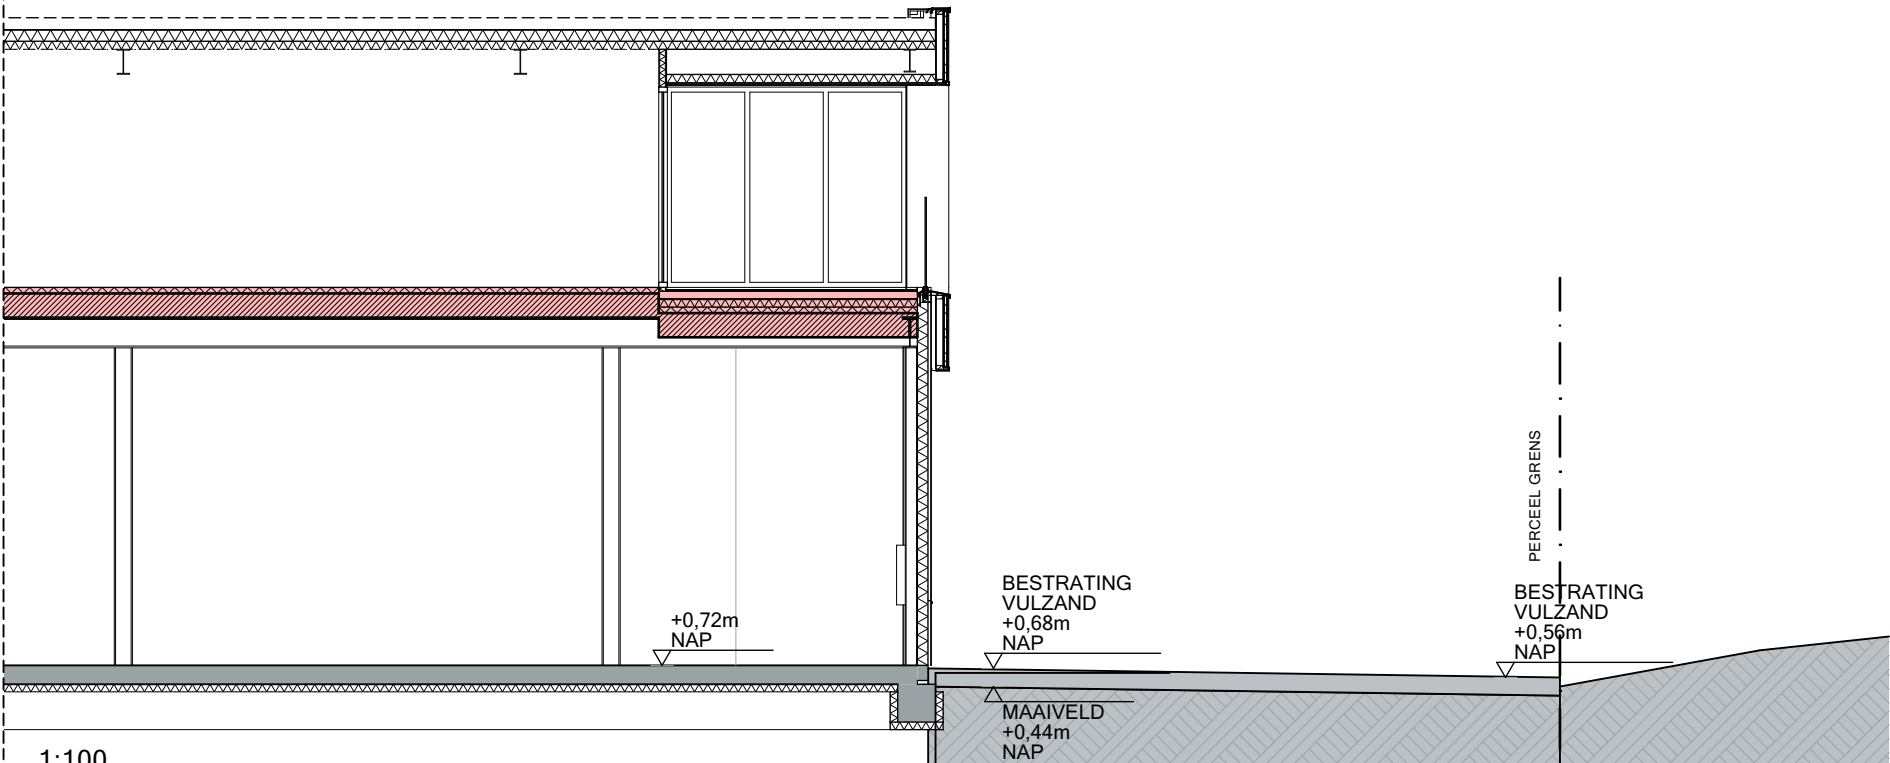 PERCEEL GRENS
BESTRATING
VULZAND
+0,68m
NAP
BESTRATING
VULZAND
+0,56m
NAP
+0,72m
NAP
MAAIVELD
+0,44m
NAP
1:100